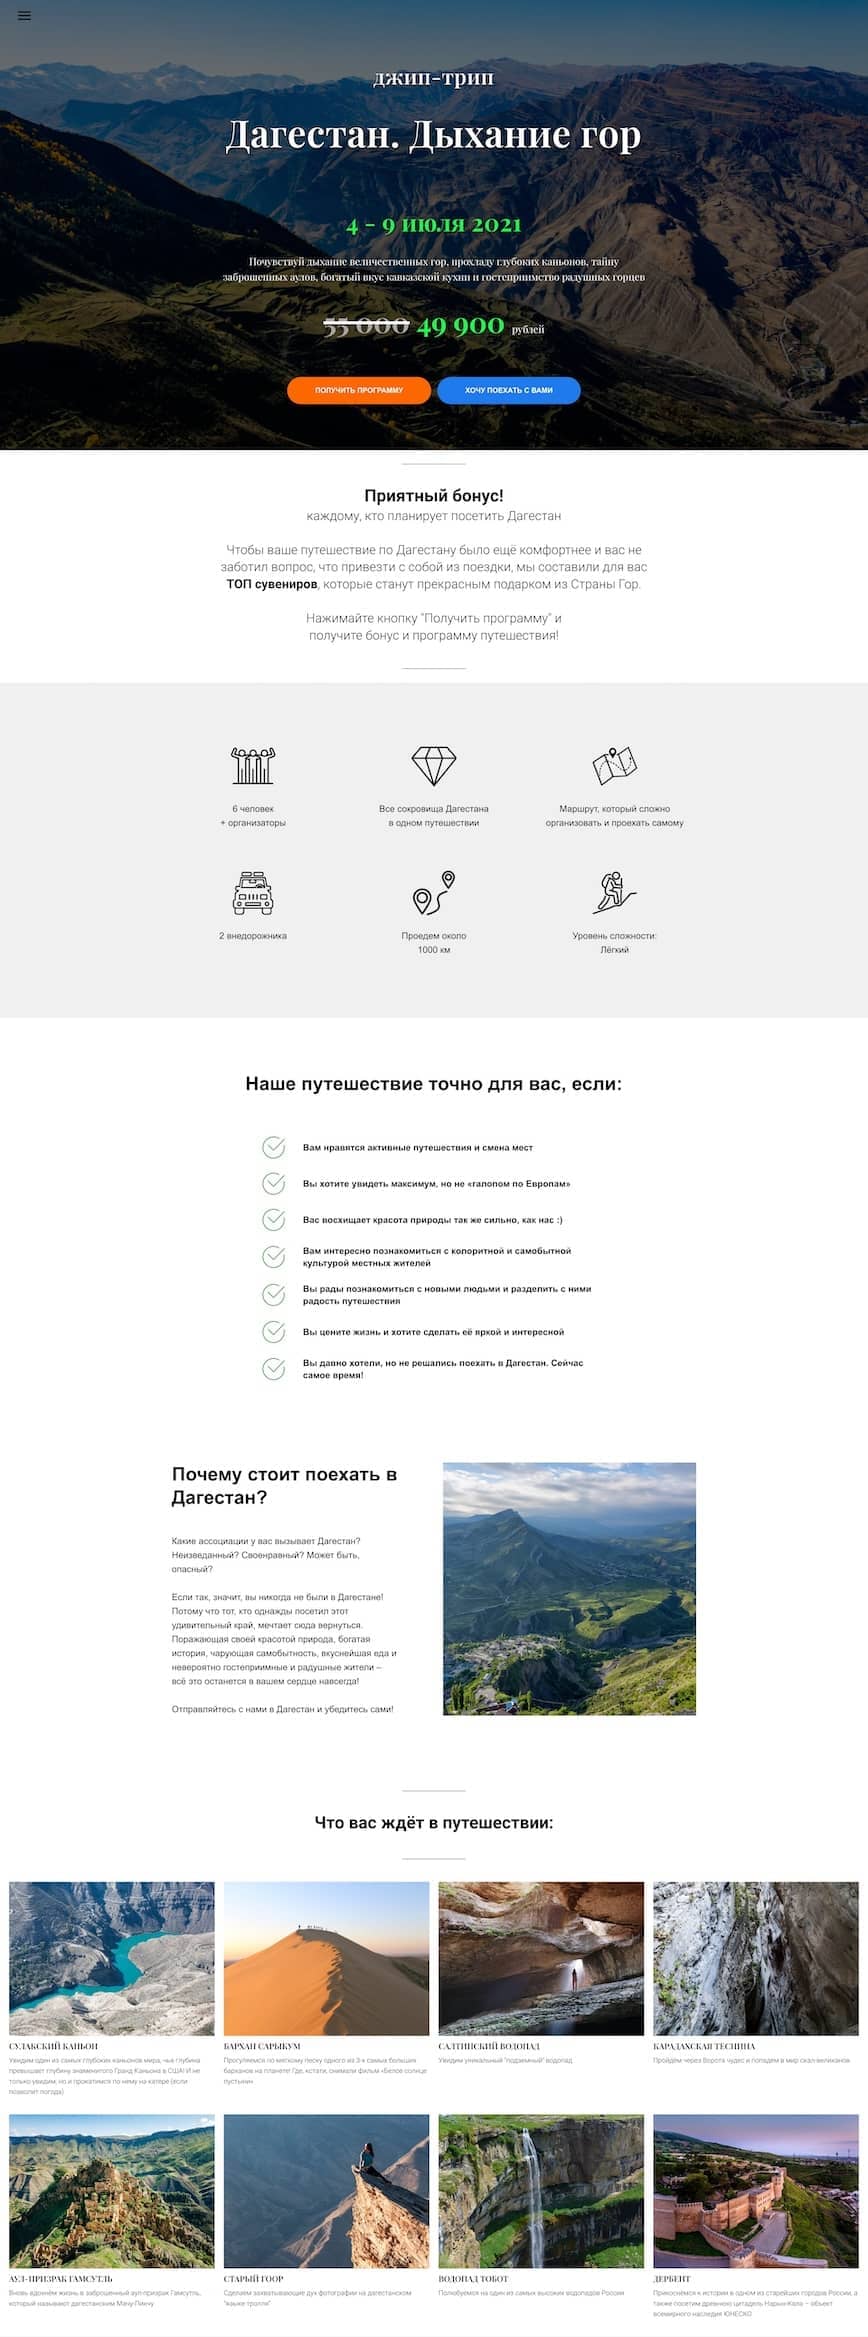 джип-трип
Дагестан. Дыхание гор
4 - 9 июля 2021
Почувствуй дыхание величественных гор, прохладу глубоких каньонов, тайну
заброшенных аулов, богатый вкус кавказской кухни и гостеприимство радушных горцев
55 000 49 900 рублей
ПОЛУЧИТЬ ПРОГРАММУ
ХОЧУ ПОЕХАТЬ С ВАМИ
Приятный бонус!
каждому, кто планирует посетить Дагестан
Чтобы ваше путешествие по Дагестану было ещё комфортнее и вас не
заботил вопрос, что привезти с собой из поездки, мы составили для вас
ТОП сувениров, которые станут прекрасным подарком из Страны Гор.
Нажимайте кнопку "Получить программу" и
получите бонус и программу путешествия!
6 человек
+ организаторы
Все сокровища Дагестана
в одном путешествии
Маршрут, который сложно
организовать и проехать самому
2 внедорожника
Проедем около
1000 км
Уровень сложности:
Лёгкий
Наше путешествие точно для вас, если:
Вам нравятся активные путешествия и смена мест
Вы хотите увидеть максимум, но не «галопом по Европам»
Вас восхищает красота природы так же сильно, как нас :)
Вам интересно познакомиться с колоритной и самобытной
культурой местных жителей
Вы рады познакомиться с новыми людьми и разделить с ними
радость путешествия
Вы цените жизнь и хотите сделать её яркой и интересной
Вы давно хотели, но не решались поехать в Дагестан. Сейчас
самое время!
Почему стоит поехать в
Дагестан?
Какие ассоциации у вас вызывает Дагестан?
Неизведанный? Своенравный? Может быть,
опасный?
Если так, значит, вы никогда не были в Дагестане!
Потому что тот, кто однажды посетил этот
удивительный край, мечтает сюда вернуться.
Поражающая своей красотой природа, богатая
история, чарующая самобытность, вкуснейшая еда и
невероятно гостеприимные и радушные жители –
всё это останется в вашем сердце навсегда!
Отправляйтесь с нами в Дагестан и убедитесь сами!
Что вас ждёт в путешествии:
СУЛАКСКИЙ КАНЬОН
Увидим один из самых глубоких каньонов мира, чья глубина
превышает глубину знаменитого Гранд Каньона в США! И не
только увидим, но и прокатимся по нему на катере (если
позволит погода)
БАРХАН САРЫКУМ
Прогуляемся по мягкому песку одного из 3-х самых больших
барханов на планете! Где, кстати, снимали фильм «Белое солнце
пустыни»
САЛТИНСКИЙ ВОДОПАД
Увидим уникальный "подземный" водопад
КАРАДАХСКАЯ ТЕСНИНА
Пройдём через Ворота чудес и попадем в мир скал-великанов
АУЛ-ПРИЗРАК ГАМСУТЛЬ
Вновь вдохнём жизнь в заброшенный аул-призрак Гамсутль,
который называют дагестанским Мачу-Пикчу
СТАРЫЙ ГООР
Сделаем захватывающие дух фотографии на дагестанском
"языке тролля"
ВОДОПАД ТОБОТ
Полюбуемся на один из самых высоких водопадов России
ДЕРБЕНТ
Прикоснёмся к истории в одном из старейших городов России, а
также посетим древнюю цитадель Нарын-Кала – объект
всемирного наследия ЮНЕСКО